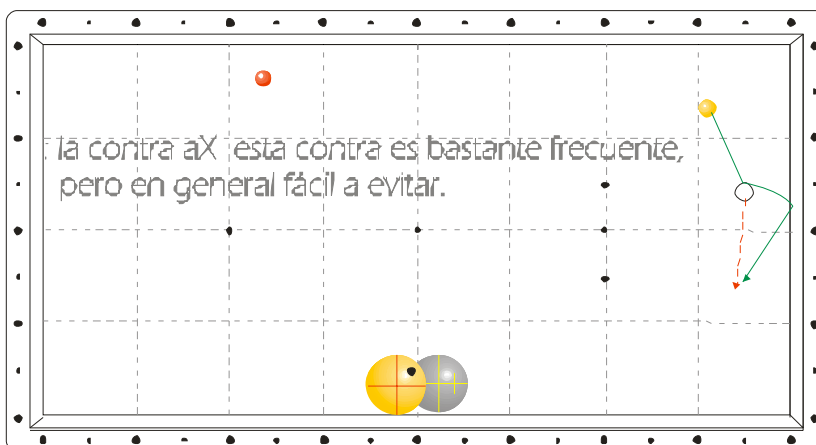 : la contra aX esta contra es bastante frecuente,
pero en general fácil a evitar.